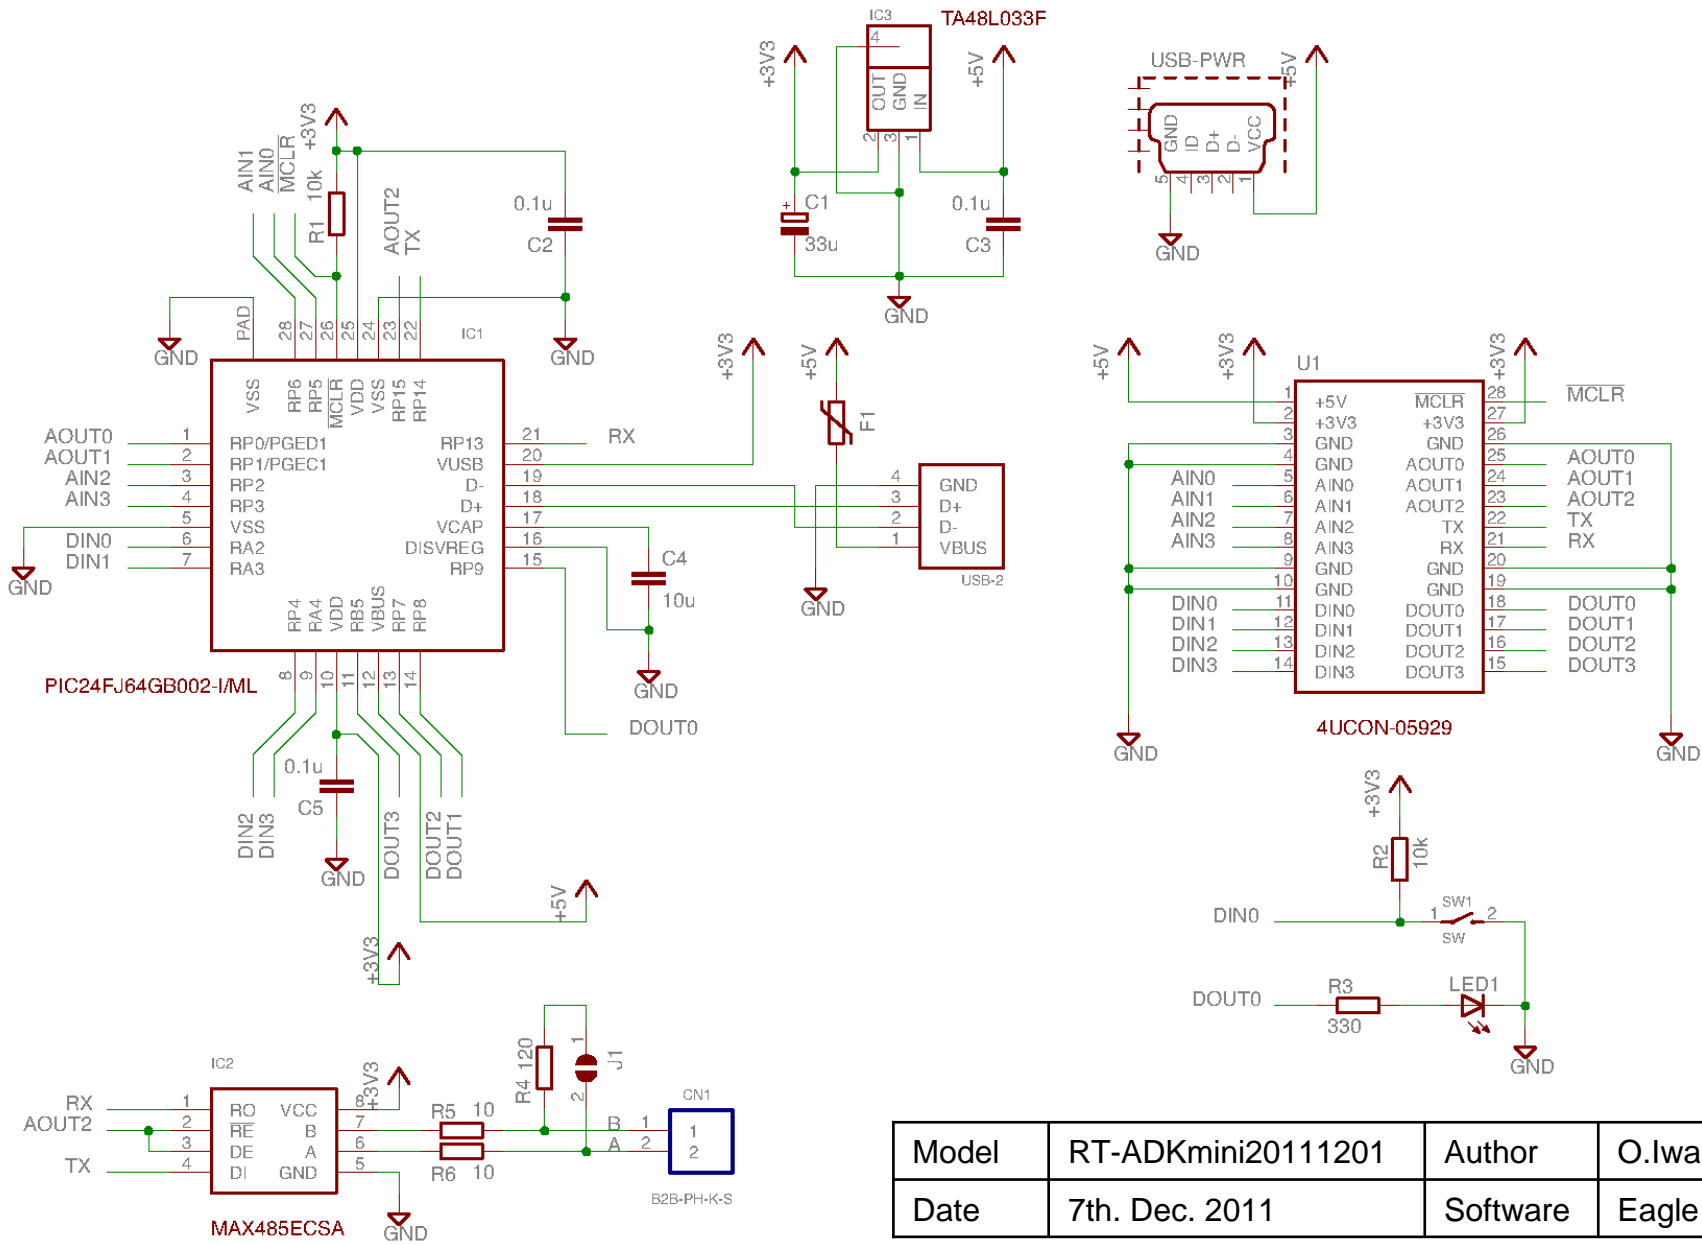 IC3
TA48L033F
4
OUT
GND
IN
2
3
1
+3V3
+5V
+
C1
33u
0.1u
C3
GND
USB-PWR
+5V
GND
ID
D+
D-
VCC
5
4
3
2
1
GND
+3V3
AIN1
AIN0
MCLR
10k
R1
AOUT2
TX
0.1u
C2
GND
GND
PAD
28
27
26
25
24
23
22
IC1
VSS
RP6
RP5
MCLR
VDD
VSS
RP15
RP14
AOUT0 1 RP0/PGED1
AOUT1 2 RP1/PGEC1
AIN2 3 RP2
AIN3 4 RP3
5 VSS
DIN0 6 RA2
DIN1 7 RA3
GND
RP13 21 RX
VUSB 20
D- 19
D+ 18
VCAP 17
DISVREG 16
RP9 15
RP4
RA4
VDD
RB5
VBUS
RP7
RP8
8
9
10
11
12
13
14
PIC24FJ64GB002-I/ML
C4
10u
GND
DOUT0
0.1u
C5
GND
DIN2
DIN3
DOUT3
DOUT2
DOUT1
+5V
+3V3
+3V3
+5V
F1
4 GND
3 D+
2 D-
1 VBUS
USB-2
GND
+5V
+3V3
+3V3
U1
1 +5V
2 +3V3
3 GND
4 GND
AIN0 5 AIN0
AIN1 6 AIN1
AIN2 7 AIN2
AIN3 8 AIN3
9 GND
10 GND
DIN0 11 DIN0
DIN1 12 DIN1
DIN2 13 DIN2
DIN3 14 DIN3
MCLR 28 MCLR
+3V3 27
GND 26
AOUT0 25 AOUT0
AOUT1 24 AOUT1
AOUT2 23 AOUT2
TX 22 TX
RX 21 RX
GND 20
GND 19
DOUT0 18 DOUT0
DOUT1 17 DOUT1
DOUT2 16 DOUT2
DOUT3 15 DOUT3
GND
4UCON-05929
GND
+3V3
R2
10k
DIN0
1
SW1
2
SW
DOUT0
R3
330
LED1
GND
IC2
RX 1 RO
AOUT2 2 RE
3 DE
TX 4 DI
VCC 8
B 7
A 6
GND 5
+3V3
GND
MAX485ECSA
R5 10
R6 10
R4 120
1
J1
2
B 1
A 2
CN1
1
2
B2B-PH-K-S
Model RT-ADKmini20111201 Author O.Iwa
Date 7th. Dec. 2011 Software Eagle